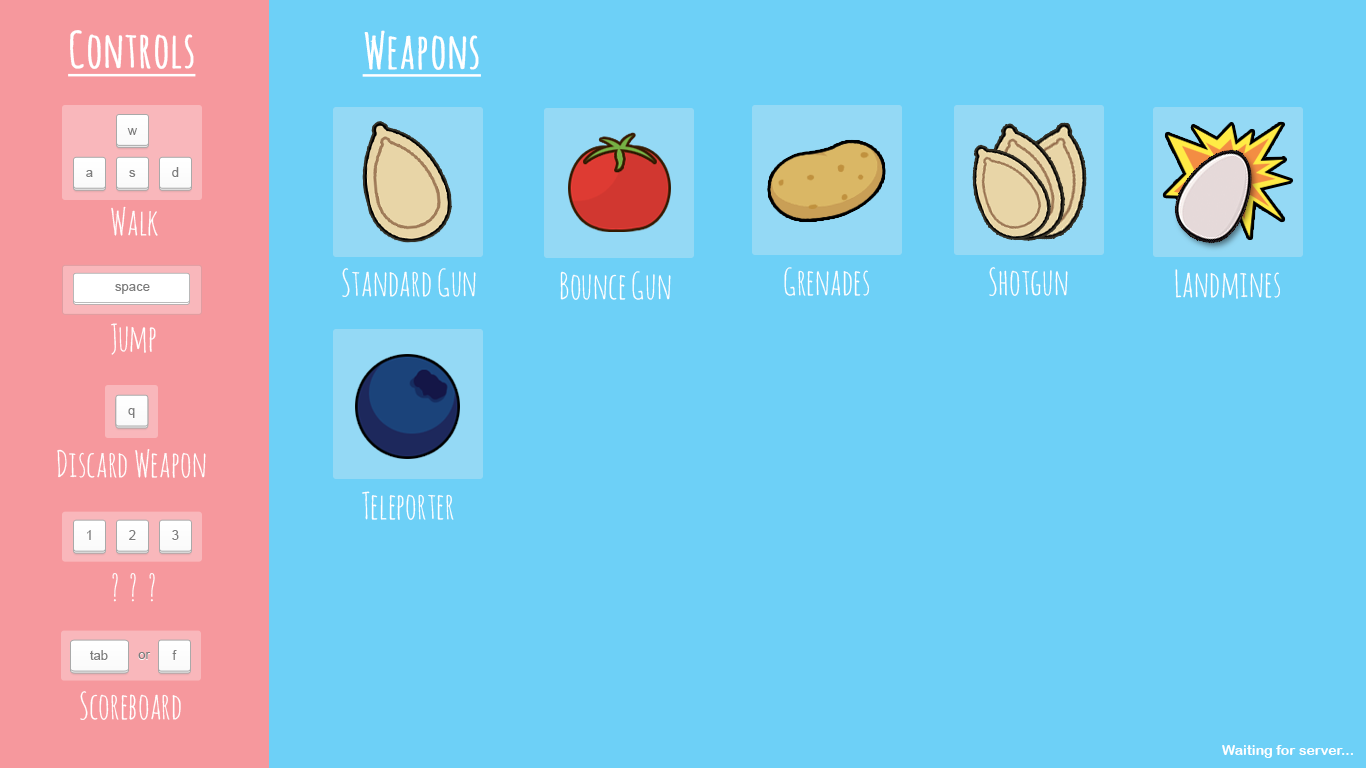 Controls
w
a s d
Walk
space
Jump
q
Discard Weapon
1 2 3
? ? ?
tab or f
Scoreboard
Weapons
Standard Gun
Bounce Gun
Grenades
Shotgun
Landmines
Teleporter
Waiting for server...